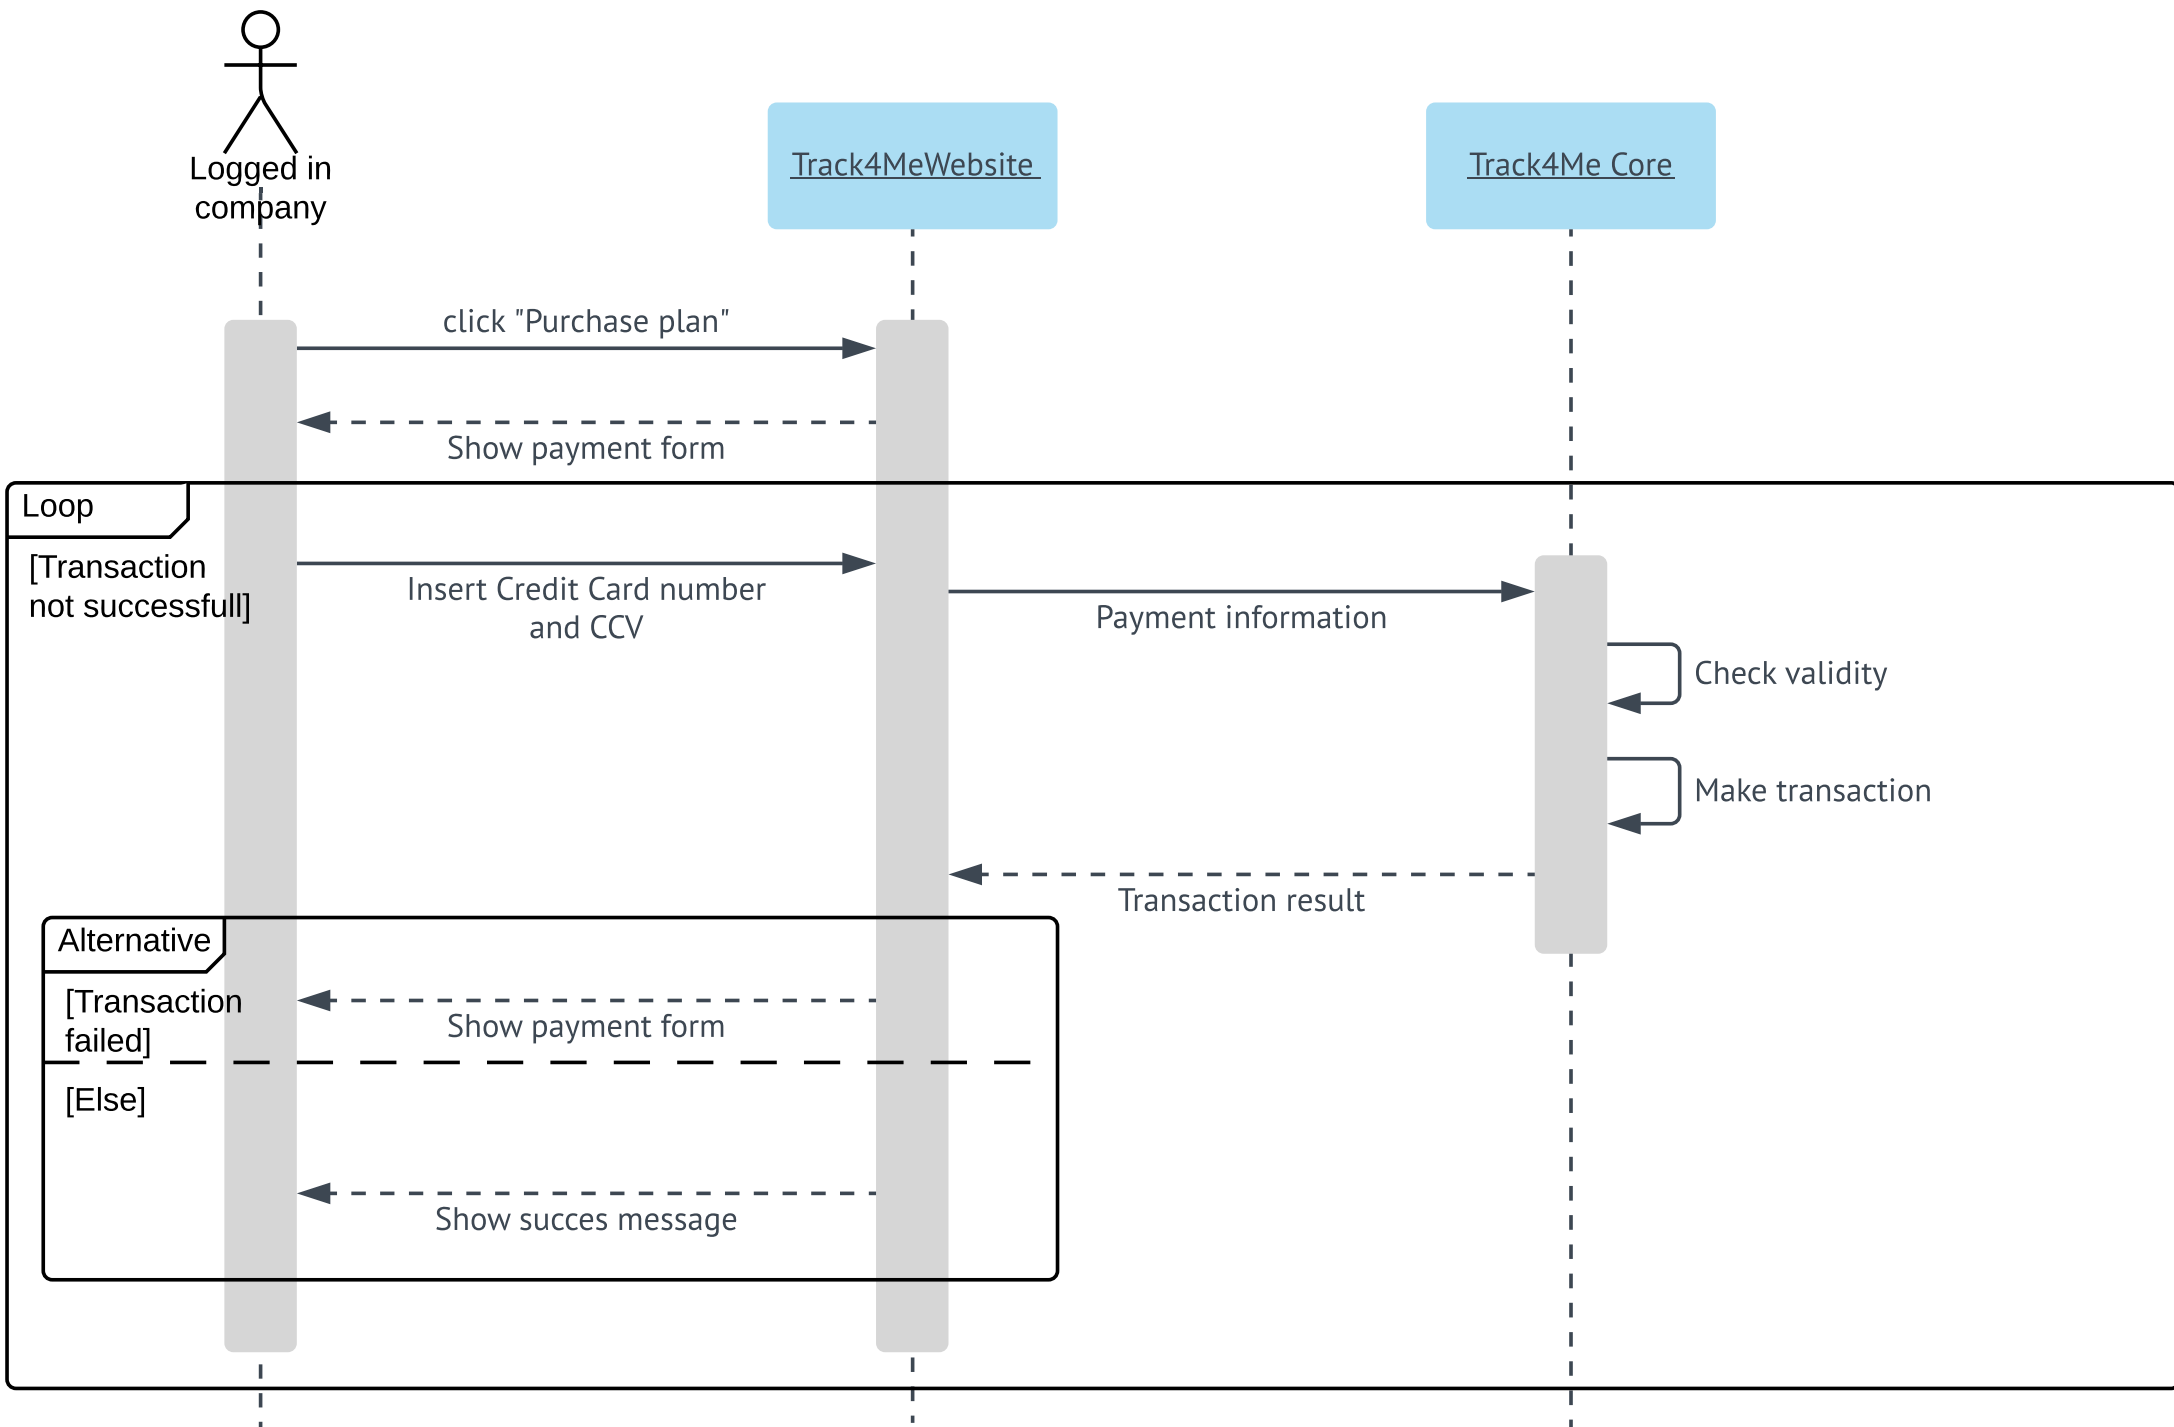 Logged in
company
Track4MeWebsite
Track4Me Core
click "Purchase plan"
Show payment form
Loop
[Transaction
not successfull]
Insert Credit Card number
and CCV
Payment information
Check validity
Make transaction
Transaction result
Alternative
[Transaction
failed]
Show payment form
[Else]
Show succes message